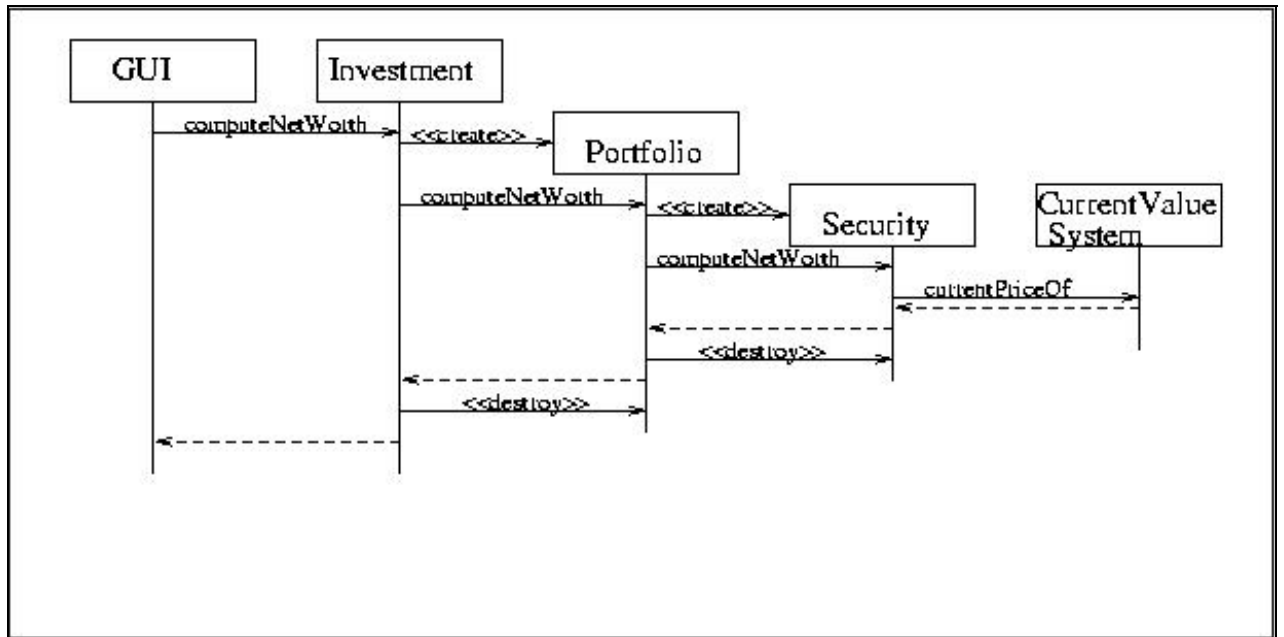 GUI
Investment
computeNetWorth
<<create>>
Portfolio
computeNetWorth
<<create>>
Security
CurrentValue
System
computeNetWorth
currentPriceOf
<<destroy>>
<<destroy>>